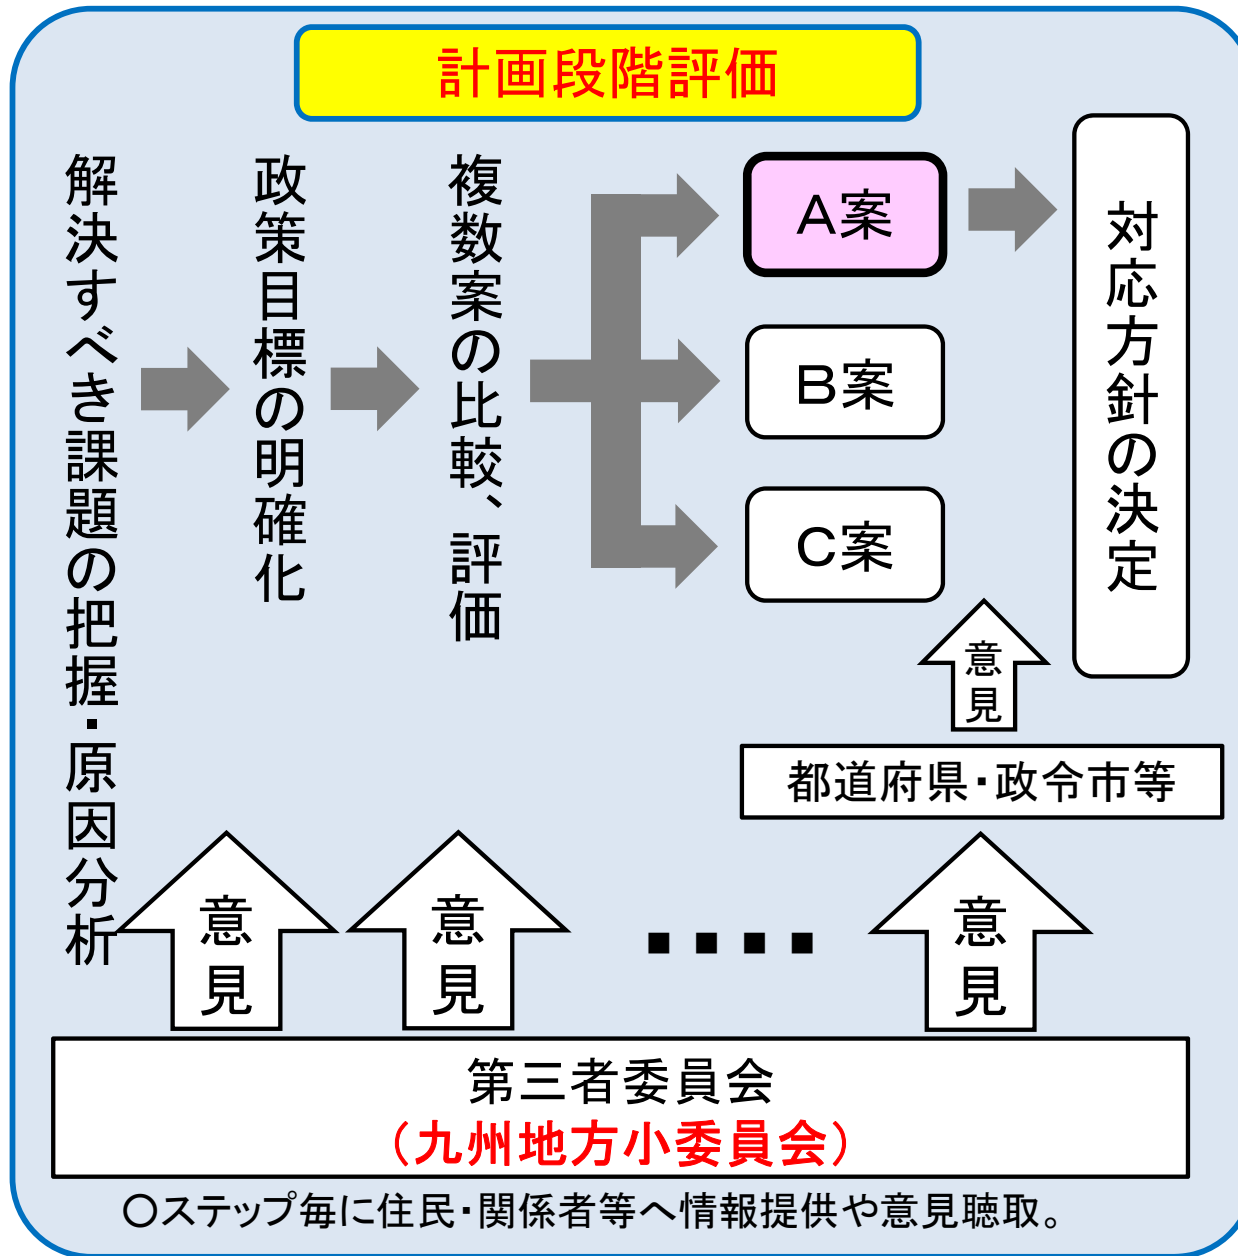 計画段階評価
解決すべき課題の把握・原因分析
政策目標の明確化
複数案の比較、評価
A案
B案
C案
対応方針の決定
意見
都道府県・政令市等
意見
意見
・・・・
意見
第三者委員会
（九州地方小委員会）
○ステップ毎に住民・関係者等へ情報提供や意見聴取。